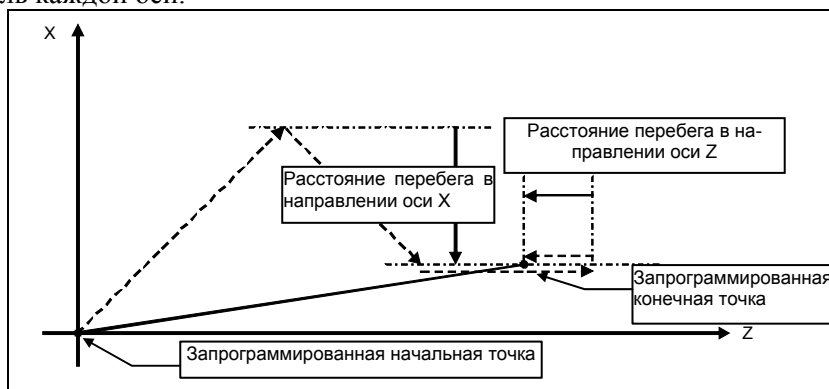 ль каждой оси.
X
Расстояние перебега в на-
правлении оси Z
Расстояние перебега в
направлении оси X
Запрограммированная
конечная точка
Z
Запрограммированная начальная точка